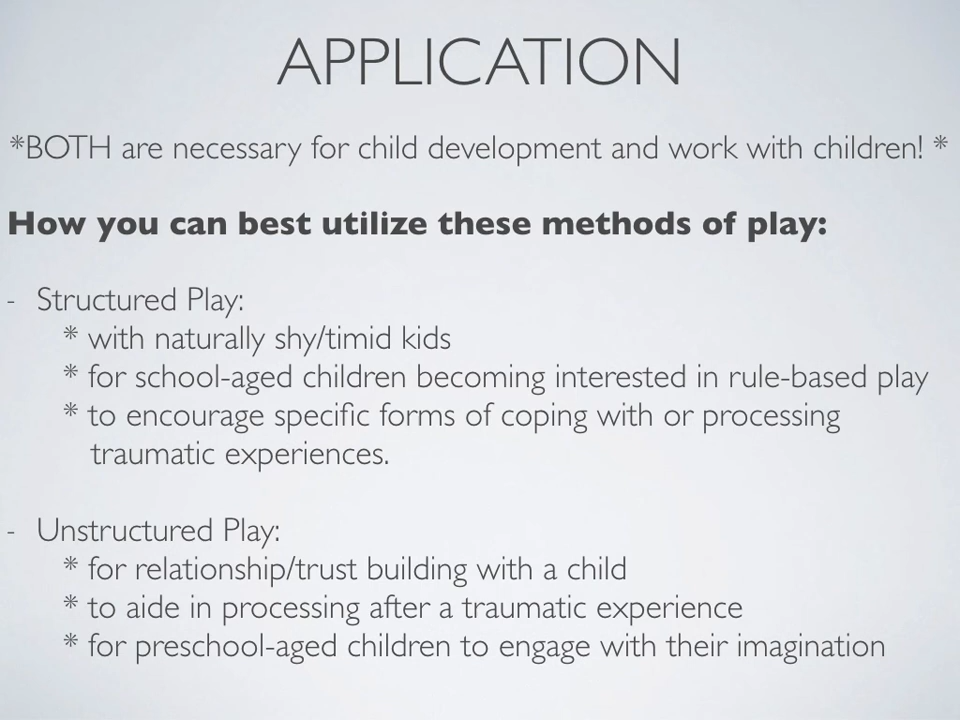 APPLICATION
*BOTH are necessary for child development and work with children! *
How you can best utilize these methods of play:
- Structured Play:
* with naturally shy/timid kids
* for school-aged children becoming interested in rule-based play
* to encourage specific forms of coping with or processing
traumatic experiences.
- Unstructured Play:
* for relationship/trust building with a child
* to aide in processing after a traumatic experience
* for preschool-aged children to engage with their imagination